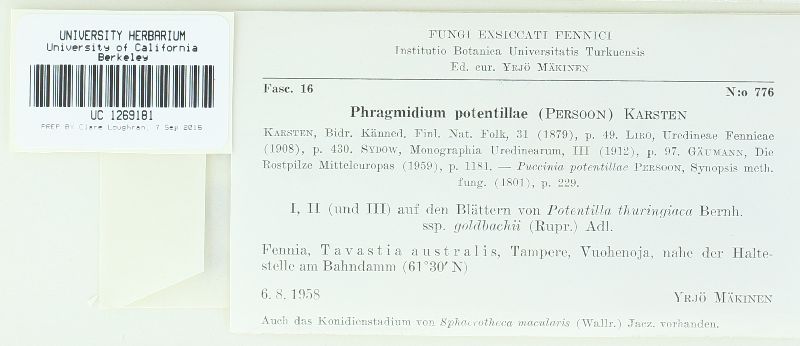 UNIVERSITY HERBARIUM
University of California
Berkeley
UC 1269181
PREP BY Clare Loughran, 7 Sep 2016
FUNGI EXSICCATI FENNICI
Institutio Botanica Universitatis Turkuensis
Ed. cur. YRJÖ MÄKINEN
Fasc. 16 N:o 776
Phragmidium potentillae (PERSOON) KARSTEN
KARSTEN, Bidr. Känned. Finl. Nat. Folk, 31 (1879), p. 49. LIRO, Uredineae Fennicae
(1908), p. 430. SYDOW, Monographia Uredinearum, III (1912), p. 97. GÄUMANN, Die
Rostpilze Mitteleuropas (1959), p. 1181. — Puccinia potentillae PERSOON, Synopsis meth.
fung. (1801), p. 229.
I, II (und III) auf den Blättern von Potentilla thuringiaca Bernh.
ssp. goldbachii (Rupr.) Adl.
Fennia, Tavastia australis, Tampere, Vuohenoja, nahe der Halte-
stelle am Bahndamm (61°30′ N)
6. 8. 1958 YRJÖ MÄKINEN
Auch das Konidienstadium von Sphaerotheca macularis (Wallr.) Jacz. vorhanden.